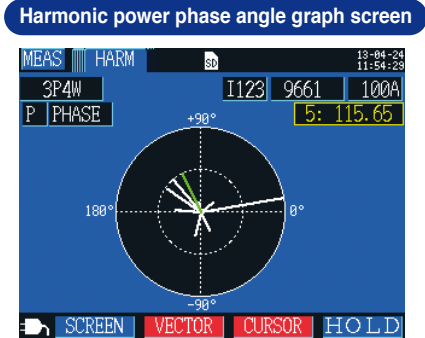 Harmonic power phase angle graph screen
MEAS HARM SD 13-04-24
11:54:29
3P4W I123 9661 100A
P PHASE 5: 115.65
+90°
180° 0°
-90°
SCREEN VECTOR CURSOR HOLD